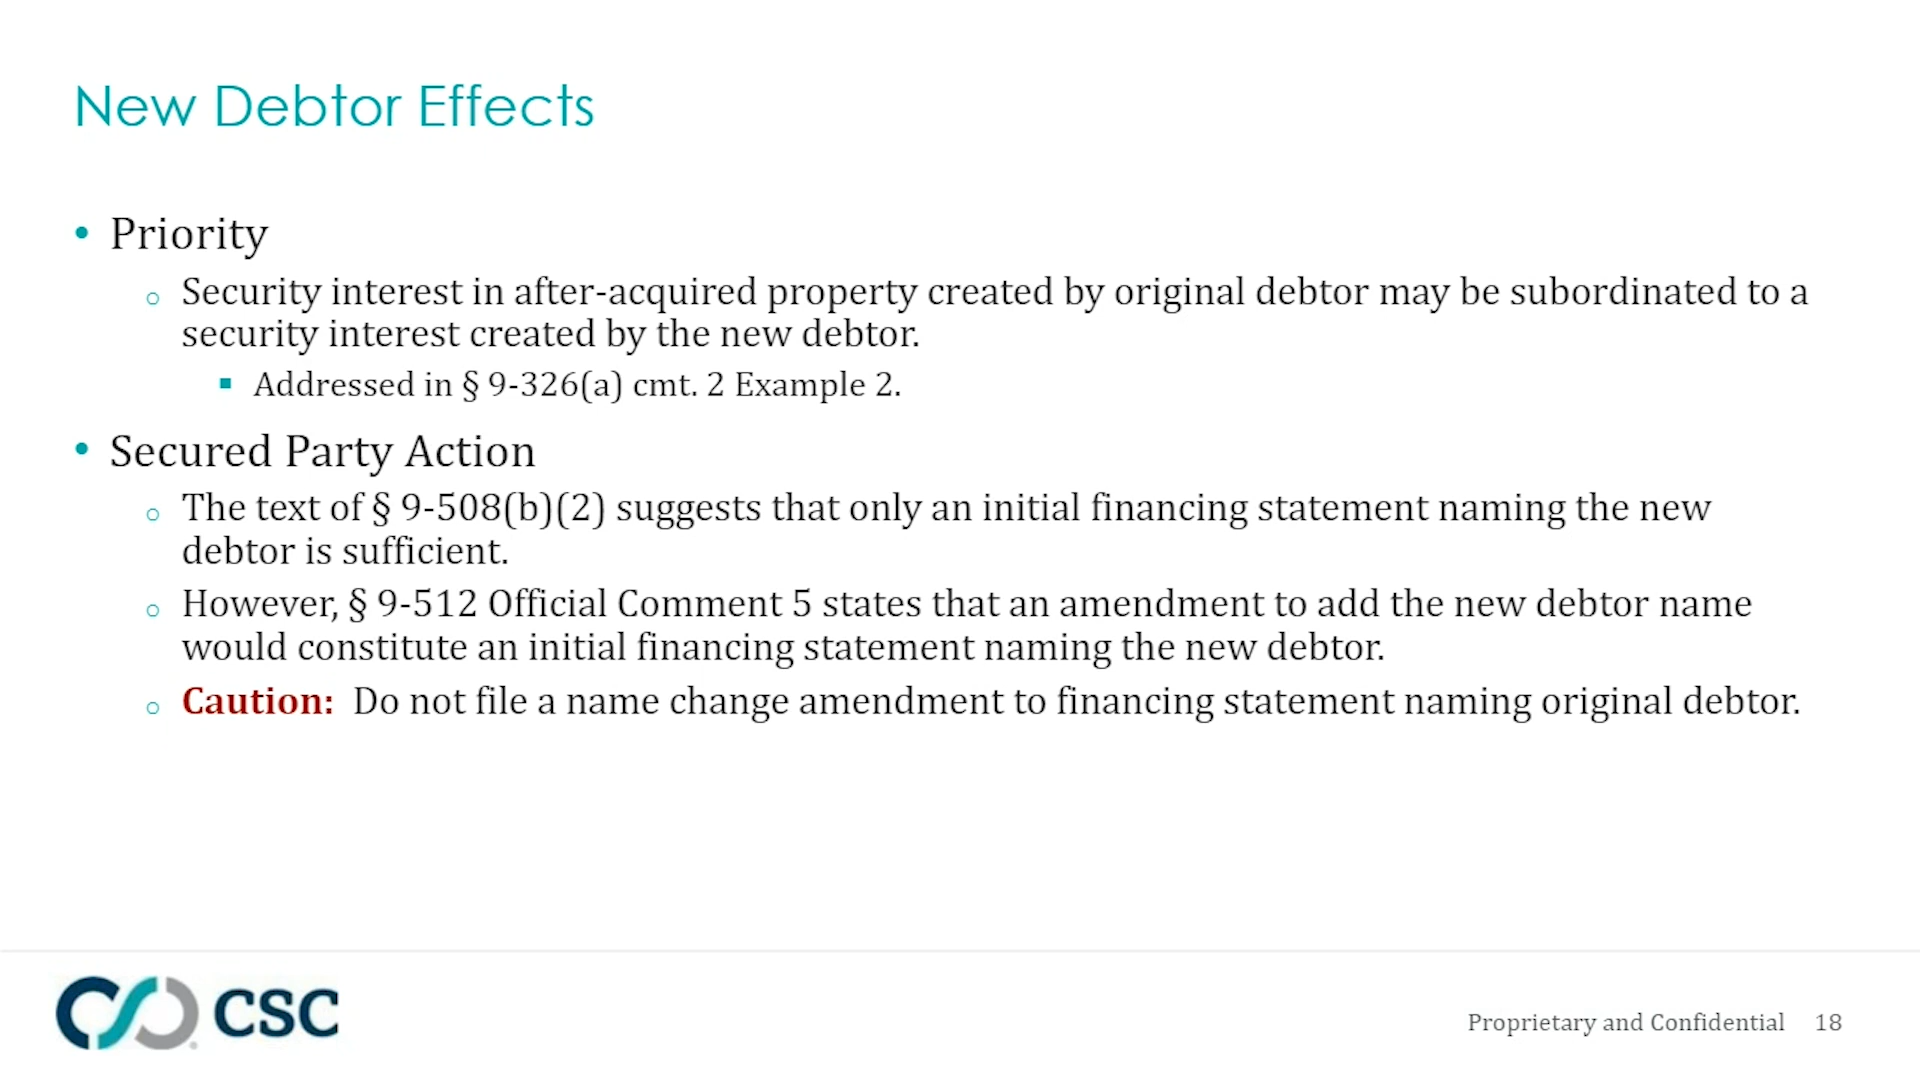 New Debtor Effects
• Priority
o Security interest in after-acquired property created by original debtor may be subordinated to a
security interest created by the new debtor.
▪ Addressed in § 9-326(a) cmt. 2 Example 2.
• Secured Party Action
o The text of § 9-508(b)(2) suggests that only an initial financing statement naming the new
debtor is sufficient.
o However, § 9-512 Official Comment 5 states that an amendment to add the new debtor name
would constitute an initial financing statement naming the new debtor.
o Caution: Do not file a name change amendment to financing statement naming original debtor.
CSC
Proprietary and Confidential 18